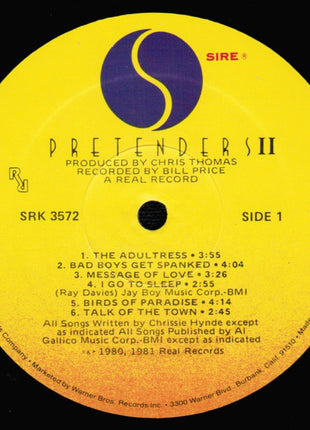 SIRE ®
PRETENDERS II
PRODUCED BY CHRIS THOMAS
RECORDED BY BILL PRICE
A REAL RECORD
SRK 3572
SIDE 1
1. THE ADULTRESS • 3:55
2. BAD BOYS GET SPANKED • 4:04
3. MESSAGE OF LOVE • 3:26
4. I GO TO SLEEP • 2:55
(Ray Davies) Jay Boy Music Corp.-BMI
5. BIRDS OF PARADISE • 4:14
6. TALK OF THE TOWN • 2:45
All Songs Written by Chrissie Hynde except
as indicated All Songs Published by Al
Gallico Music Corp.-BMI except as indicated
℗ 1980, 1981 Real Records
s Company • Marketed by Warner Bros. Records Inc. • 3300 Warner Blvd., Burbank, Calif. 91510 • Made